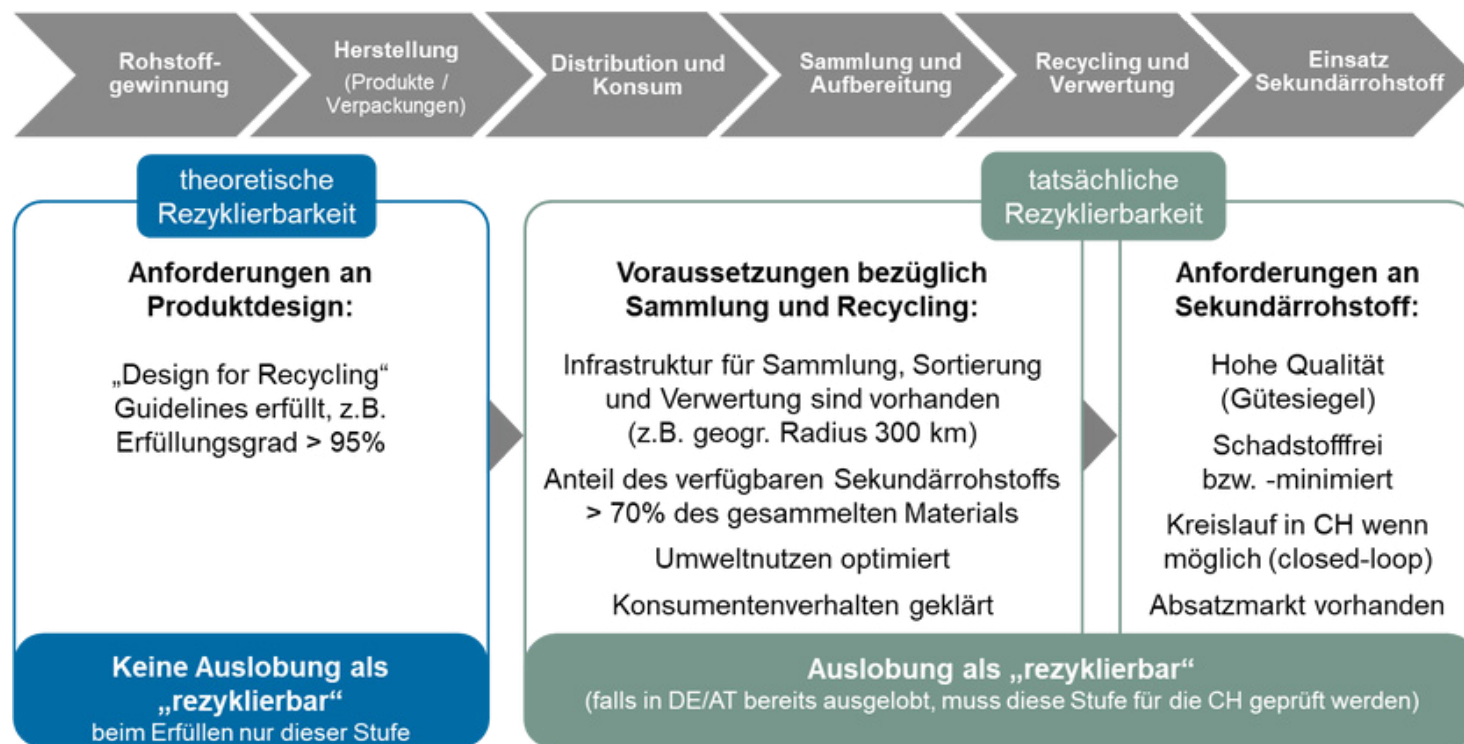 Rohstoff-
gewinnung
Herstellung
(Produkte /
Verpackungen)
Distribution und
Konsum
Sammlung und
Aufbereitung
Recycling und
Verwertung
Einsatz
Sekundärrohstoff
theoretische
Rezyklierbarkeit
Anforderungen an
Produktdesign:
„Design for Recycling“
Guidelines erfüllt, z.B.
Erfüllungsgrad > 95%
Keine Auslobung als
„rezyklierbar“
beim Erfüllen nur dieser Stufe
tatsächliche
Rezyklierbarkeit
Voraussetzungen bezüglich
Sammlung und Recycling:
Infrastruktur für Sammlung, Sortierung
und Verwertung sind vorhanden
(z.B. geogr. Radius 300 km)
Anteil des verfügbaren Sekundärrohstoffs
> 70% des gesammelten Materials
Umweltnutzen optimiert
Konsumentenverhalten geklärt
Anforderungen an
Sekundärrohstoff:
Hohe Qualität
(Gütesiegel)
Schadstofffrei
bzw. -minimiert
Kreislauf in CH wenn
möglich (closed-loop)
Absatzmarkt vorhanden
Auslobung als „rezyklierbar“
(falls in DE/AT bereits ausgelobt, muss diese Stufe für die CH geprüft werden)